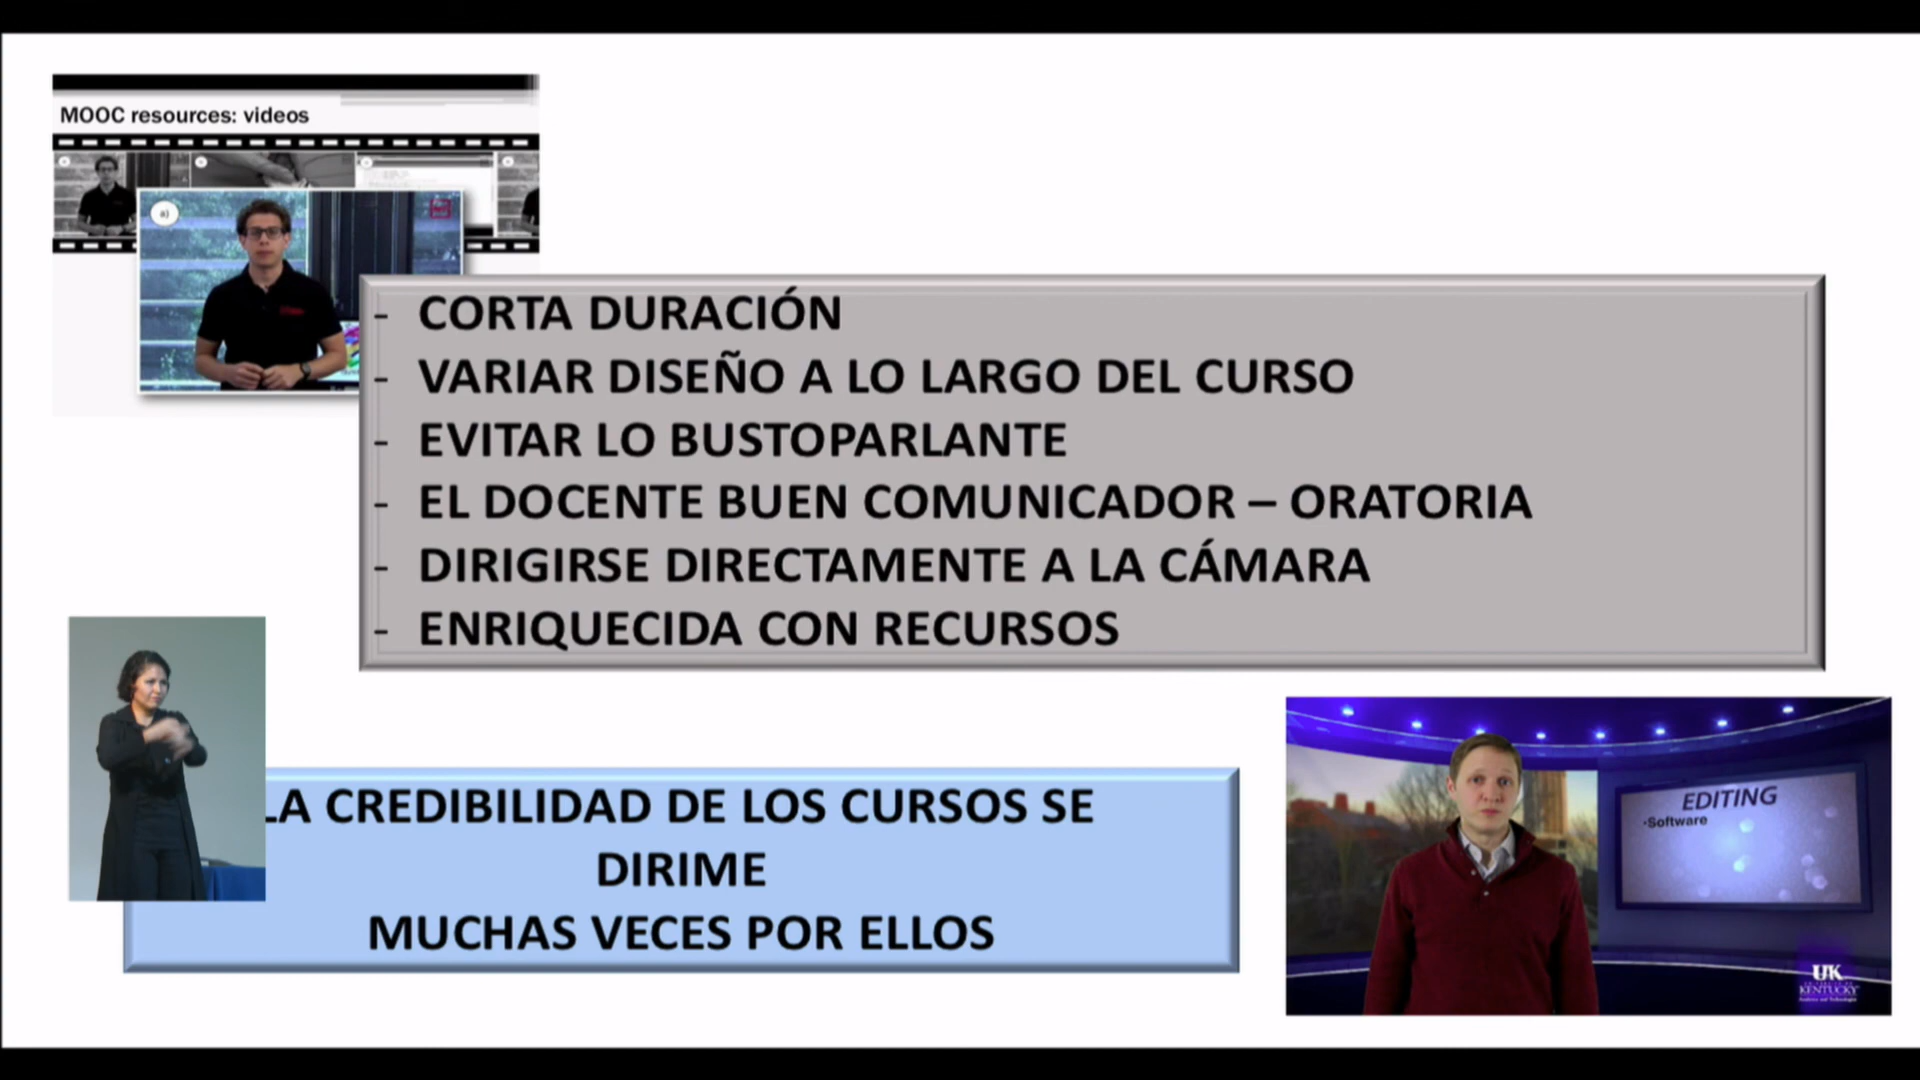 MOOC resources: videos
a)
- CORTA DURACIÓN
- VARIAR DISEÑO A LO LARGO DEL CURSO
- EVITAR LO BUSTOPARLANTE
- EL DOCENTE BUEN COMUNICADOR – ORATORIA
- DIRIGIRSE DIRECTAMENTE A LA CÁMARA
- ENRIQUECIDA CON RECURSOS
LA CREDIBILIDAD DE LOS CURSOS SE
DIRIME
MUCHAS VECES POR ELLOS
EDITING
·Software
UK
KENTUCKY